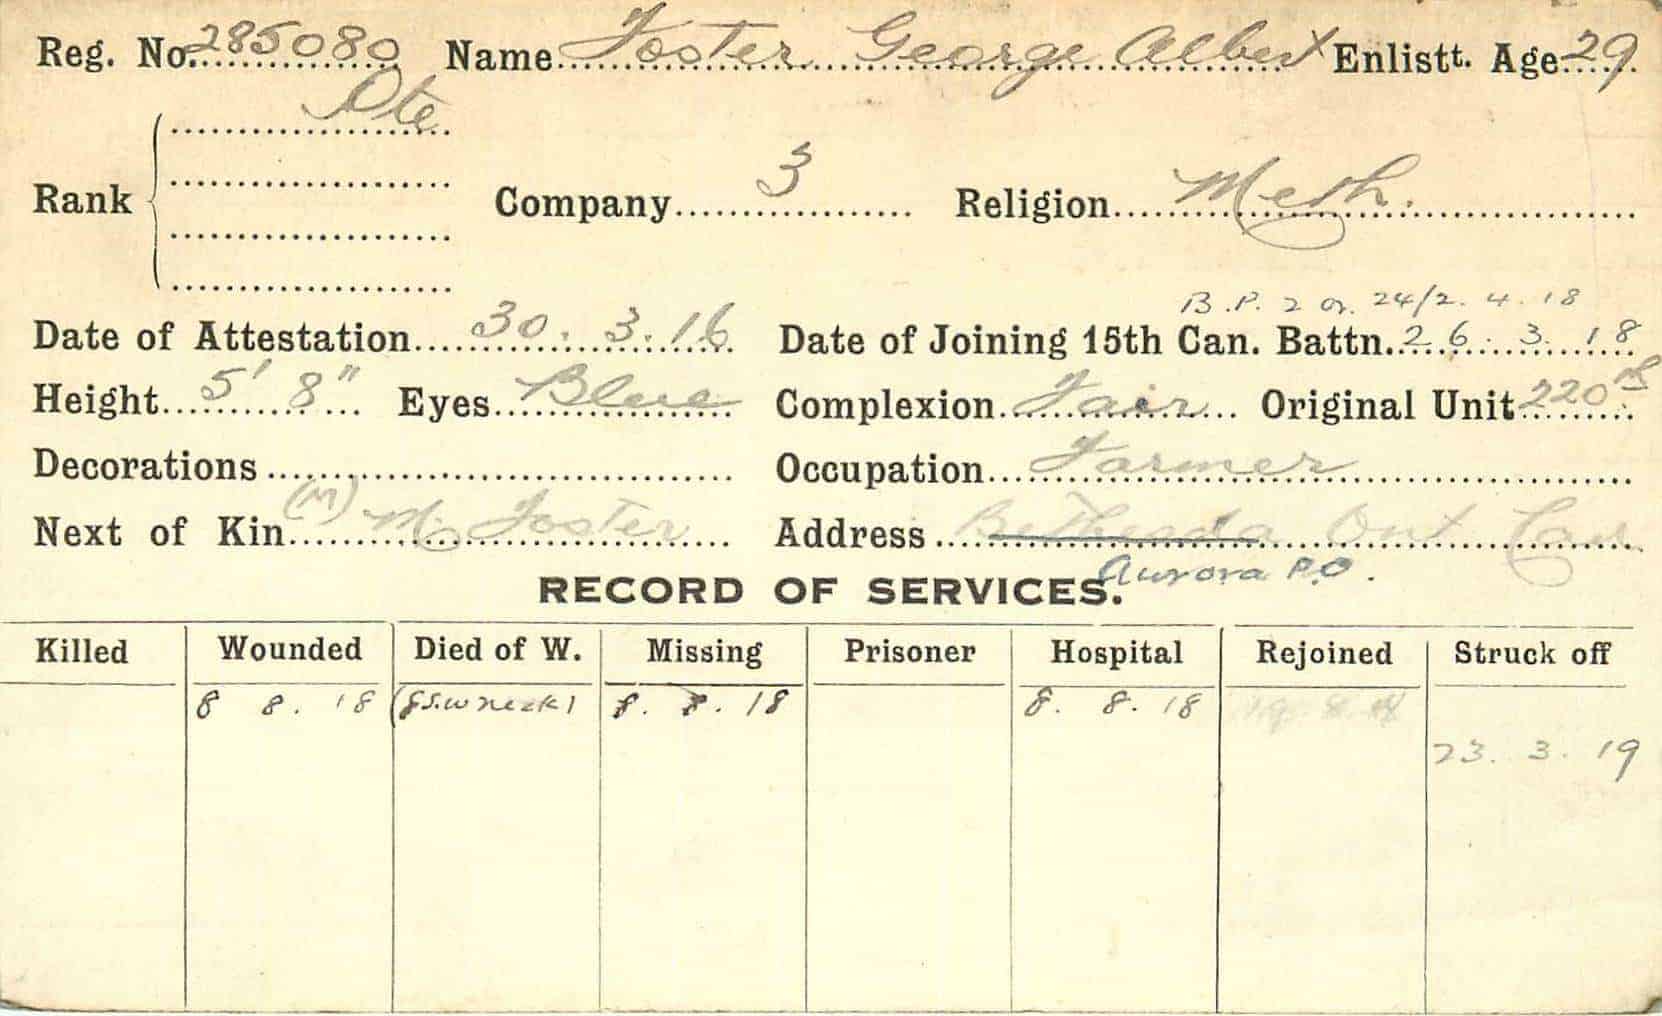 Reg. No. 285080 Name Foster George Albert Enlistt. Age 29
Pte
Rank Company 3 Religion Meth.
B.P. 2 or. 24/2.4.18
Date of Attestation 30.3.16 Date of Joining 15th Can. Battn. 26.3.18
Height 5' 8" Eyes Blue Complexion Fair Original Unit 220th
Decorations Occupation Farmer
Next of Kin (M) M Foster Address Bethesda Ont Can
Aurora P.O.
RECORD OF SERVICES.
Killed Wounded Died of W. Missing Prisoner Hospital Rejoined Struck off
8 8.18 (GSW neck) 8.8.18 8.8.18
23.3.19